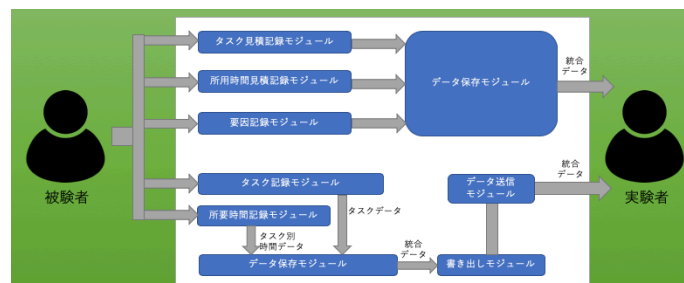 タスク見積記録モジュール
所用時間見積記録モジュール
要因記録モジュール
データ保存モジュール
統合
データ
被験者
実験者
タスク記録モジュール
所要時間記録モジュール
タスク別
時間データ
タスクデータ
データ保存モジュール
統合
データ
書き出しモジュール
データ送信
モジュール
統合
データ